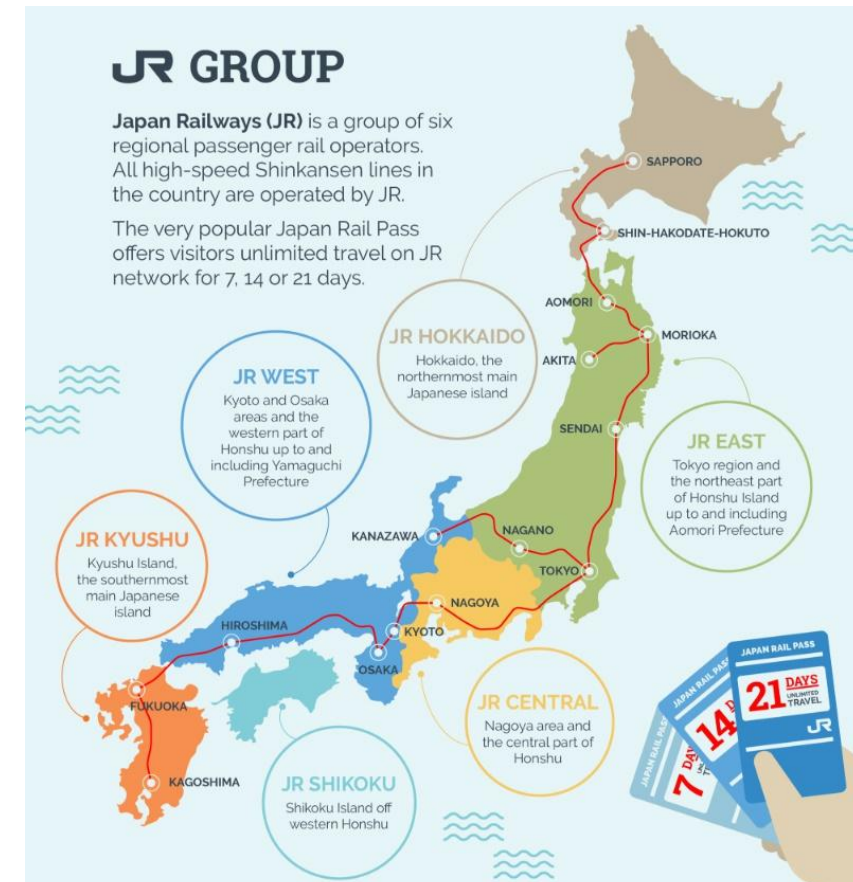 JR GROUP
Japan Railways (JR) is a group of six
regional passenger rail operators.
All high-speed Shinkansen lines in
the country are operated by JR.
The very popular Japan Rail Pass
offers visitors unlimited travel on JR
network for 7, 14 or 21 days.
SAPPORO
SHIN-HAKODATE-HOKUTO
AOMORI
MORIOKA
AKITA
SENDAI
JR HOKKAIDO
Hokkaido, the
northernmost main
Japanese island
JR WEST
Kyoto and Osaka
areas and the
western part of
Honshu up to and
including Yamaguchi
Prefecture
JR EAST
Tokyo region and
the northeast part
of Honshu Island
up to and including
Aomori Prefecture
JR KYUSHU
Kyushu Island,
the southernmost
main Japanese
island
KANAZAWA
NAGANO
TOKYO
NAGOYA
HIROSHIMA
KYOTO
OSAKA
FUKUOKA
KAGOSHIMA
JR CENTRAL
Nagoya area and
the central part of
Honshu
JR SHIKOKU
Shikoku Island off
western Honshu
JAPAN RAIL PASS
7
JAPAN RAIL PASS
14
JAPAN RAIL PASS
21 DAYS
UNLIMITED
TRAVEL
JR